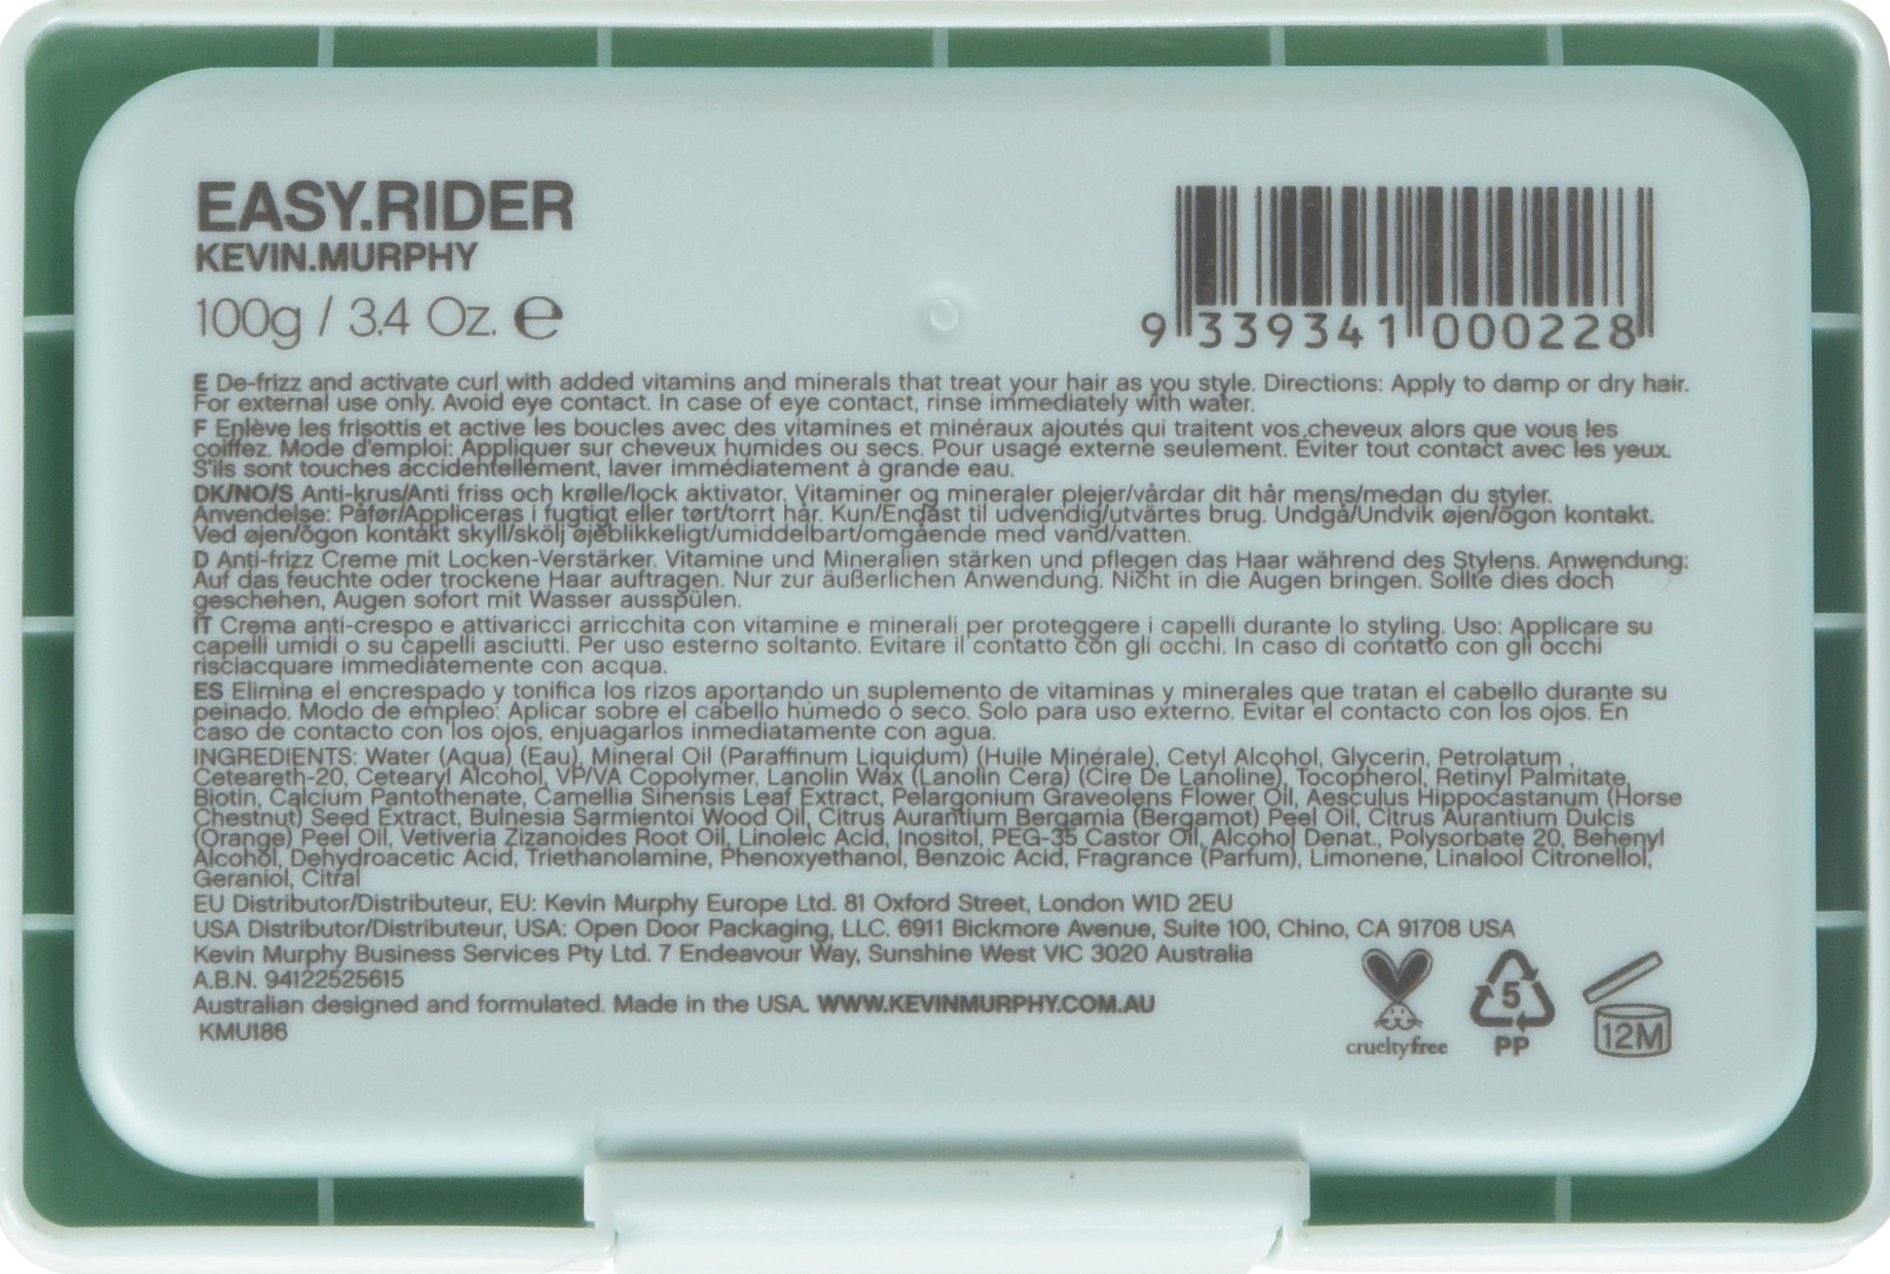 EASY.RIDER
KEVIN.MURPHY
100g / 3.4 Oz. ℮
9 339341 000228
E De-frizz and activate curl with added vitamins and minerals that treat your hair as you style. Directions: Apply to damp or dry hair.
For external use only. Avoid eye contact. In case of eye contact, rinse immediately with water.
F Enlève les frisottis et active les boucles avec des vitamines et minéraux ajoutés qui traitent vos cheveux alors que vous les
coiffez. Mode d'emploi: Appliquer sur cheveux humides ou secs. Pour usage externe seulement. Éviter tout contact avec les yeux.
S'ils sont touches accidentellement, laver immédiatement à grande eau.
DK/NO/S Anti-krus/Anti friss och krølle/lock aktivator. Vitaminer og mineraler plejer/vårdar dit hår mens/medan du styler.
Anvendelse: Påfør/Appliceras i fugtigt eller tørt/torrt hår. Kun/Endast til udvendig/utvärtes brug. Undgå/Undvik øjen/ögon kontakt.
Ved øjen/ögon kontakt skyll/skölj øjeblikkeligt/umiddelbart/omgående med vand/vatten.
D Anti-frizz Creme mit Locken-Verstärker. Vitamine und Mineralien stärken und pflegen das Haar während des Stylens. Anwendung:
Auf das feuchte oder trockene Haar auftragen. Nur zur äußerlichen Anwendung. Nicht in die Augen bringen. Sollte dies doch
geschehen, Augen sofort mit Wasser ausspülen.
IT Crema anti-crespo e attivaricci arricchita con vitamine e minerali per proteggere i capelli durante lo styling. Uso: Applicare su
capelli umidi o su capelli asciutti. Per uso esterno soltanto. Evitare il contatto con gli occhi. In caso di contatto con gli occhi
risciacquare immediatemente con acqua.
ES Elimina el encrespado y tonifica los rizos aportando un suplemento de vitaminas y minerales que tratan el cabello durante su
peinado. Modo de empleo: Aplicar sobre el cabello húmedo o seco. Solo para uso externo. Evitar el contacto con los ojos. En
caso de contacto con los ojos, enjuagarlos inmediatamente con agua.
INGREDIENTS: Water (Aqua) (Eau), Mineral Oil (Paraffinum Liquidum) (Huile Minérale), Cetyl Alcohol, Glycerin, Petrolatum,
Ceteareth-20, Cetearyl Alcohol, VP/VA Copolymer, Lanolin Wax (Lanolin Cera) (Cire De Lanoline), Tocopherol, Retinyl Palmitate,
Biotin, Calcium Pantothenate, Camellia Sinensis Leaf Extract, Pelargonium Graveolens Flower Oil, Aesculus Hippocastanum (Horse
Chestnut) Seed Extract, Bulnesia Sarmientoi Wood Oil, Citrus Aurantium Bergamia (Bergamot) Peel Oil, Citrus Aurantium Dulcis
(Orange) Peel Oil, Vetiveria Zizanoides Root Oil, Linoleic Acid, Inositol, PEG-35 Castor Oil, Alcohol Denat., Polysorbate 20, Behenyl
Alcohol, Dehydroacetic Acid, Triethanolamine, Phenoxyethanol, Benzoic Acid, Fragrance (Parfum), Limonene, Linalool Citronellol,
Geraniol, Citral
EU Distributor/Distributeur, EU: Kevin Murphy Europe Ltd. 81 Oxford Street, London W1D 2EU
USA Distributor/Distributeur, USA: Open Door Packaging, LLC. 6911 Bickmore Avenue, Suite 100, Chino, CA 91708 USA
Kevin Murphy Business Services Pty Ltd. 7 Endeavour Way, Sunshine West VIC 3020 Australia
A.B.N. 94122525615
Australian designed and formulated. Made in the USA. WWW.KEVINMURPHY.COM.AU
KMU186
crueltyfree
5
PP
12M